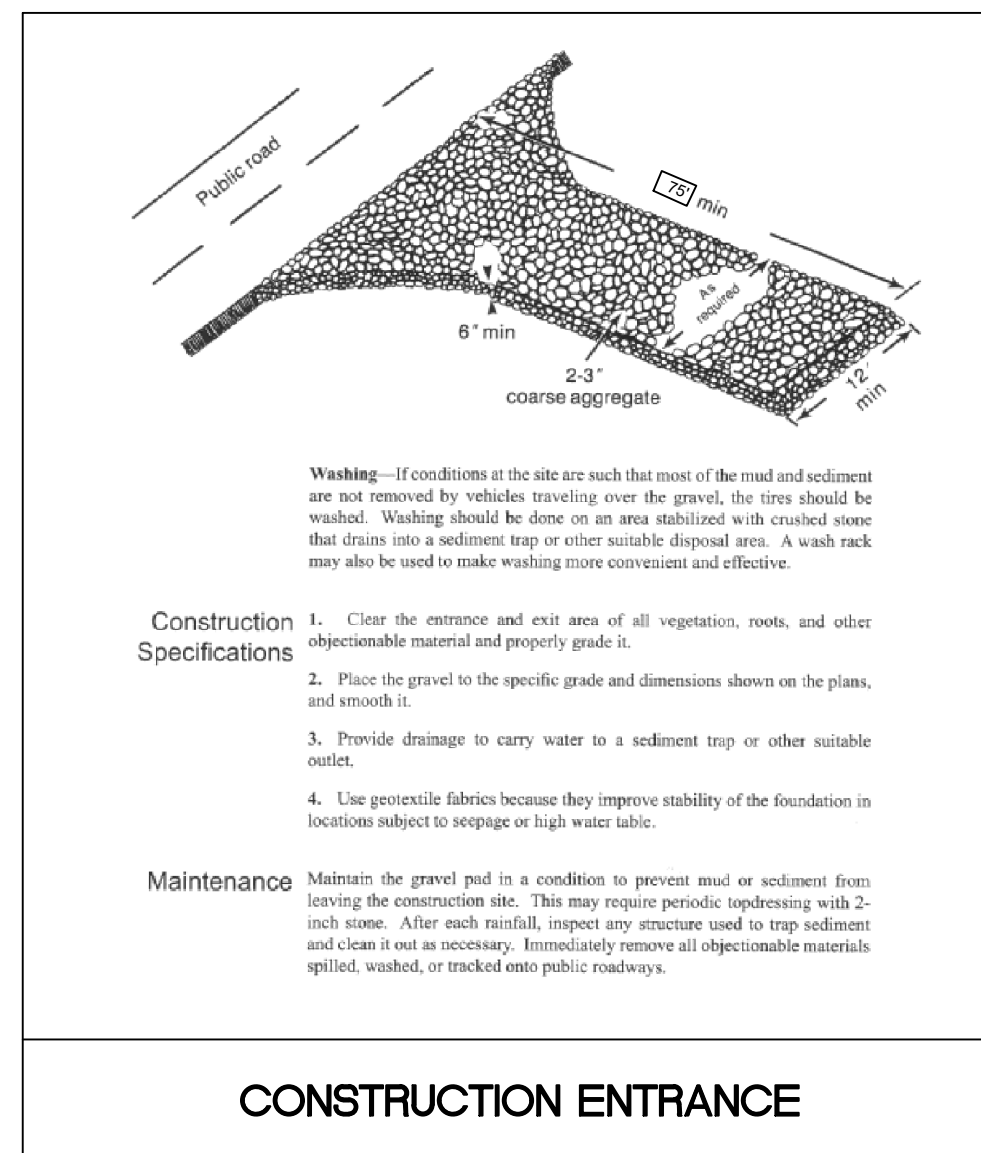 Public road
75' min
As
required
6" min
2-3"
coarse aggregate
12'
min
Washing—If conditions at the site are such that most of the mud and sediment
are not removed by vehicles traveling over the gravel, the tires should be
washed. Washing should be done on an area stabilized with crushed stone
that drains into a sediment trap or other suitable disposal area. A wash rack
may also be used to make washing more convenient and effective.
Construction
Specifications
1. Clear the entrance and exit area of all vegetation, roots, and other
objectionable material and properly grade it.
2. Place the gravel to the specific grade and dimensions shown on the plans,
and smooth it.
3. Provide drainage to carry water to a sediment trap or other suitable
outlet.
4. Use geotextile fabrics because they improve stability of the foundation in
locations subject to seepage or high water table.
Maintenance
Maintain the gravel pad in a condition to prevent mud or sediment from
leaving the construction site. This may require periodic topdressing with 2-
inch stone. After each rainfall, inspect any structure used to trap sediment
and clean it out as necessary. Immediately remove all objectionable materials
spilled, washed, or tracked onto public roadways.
CONSTRUCTION ENTRANCE